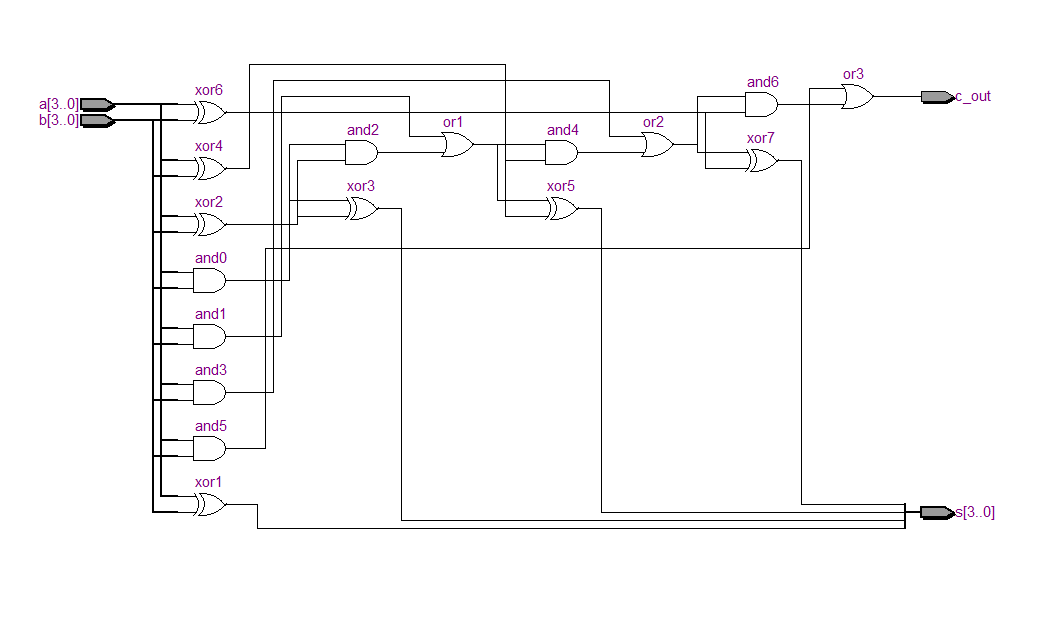 and6
or3
xor6
a[3..0]
c_out
b[3..0]
and2
or1
and4
or2
xor7
xor4
xor3
xor5
xor2
and0
and1
and3
and5
xor1
s[3..0]